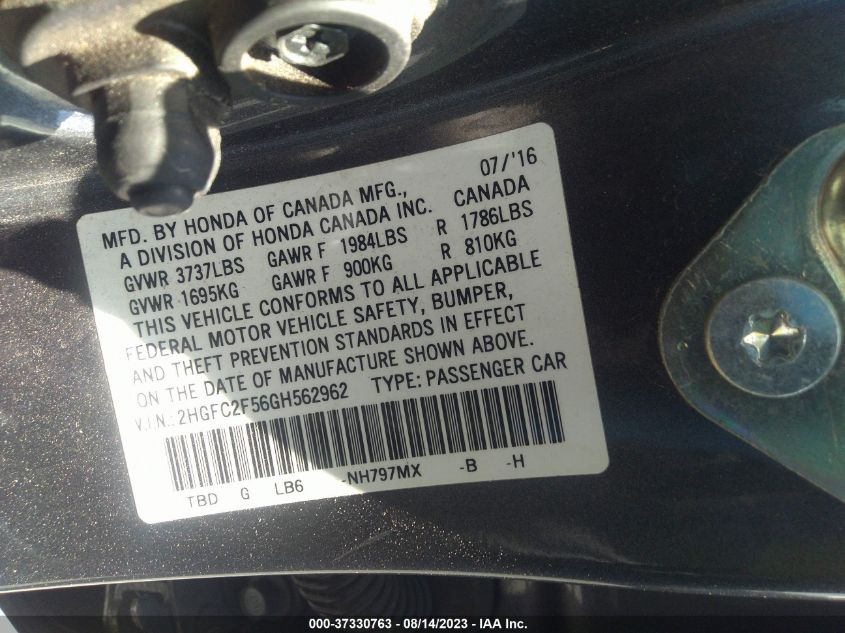 07/'16
MFD. BY HONDA OF CANADA MFG.,
A DIVISION OF HONDA CANADA INC. CANADA
GVWR 3737LBS GAWR F 1984LBS R 1786LBS
GVWR 1695KG GAWR F 900KG R 810KG
THIS VEHICLE CONFORMS TO ALL APPLICABLE
FEDERAL MOTOR VEHICLE SAFETY, BUMPER,
AND THEFT PREVENTION STANDARDS IN EFFECT
ON THE DATE OF MANUFACTURE SHOWN ABOVE.
V.I.N.: 2HGFC2F56GH562962 TYPE: PASSENGER CAR
TBD G LB6 -NH797MX -B -H
000-37330763 - 08/14/2023 - IAA Inc.